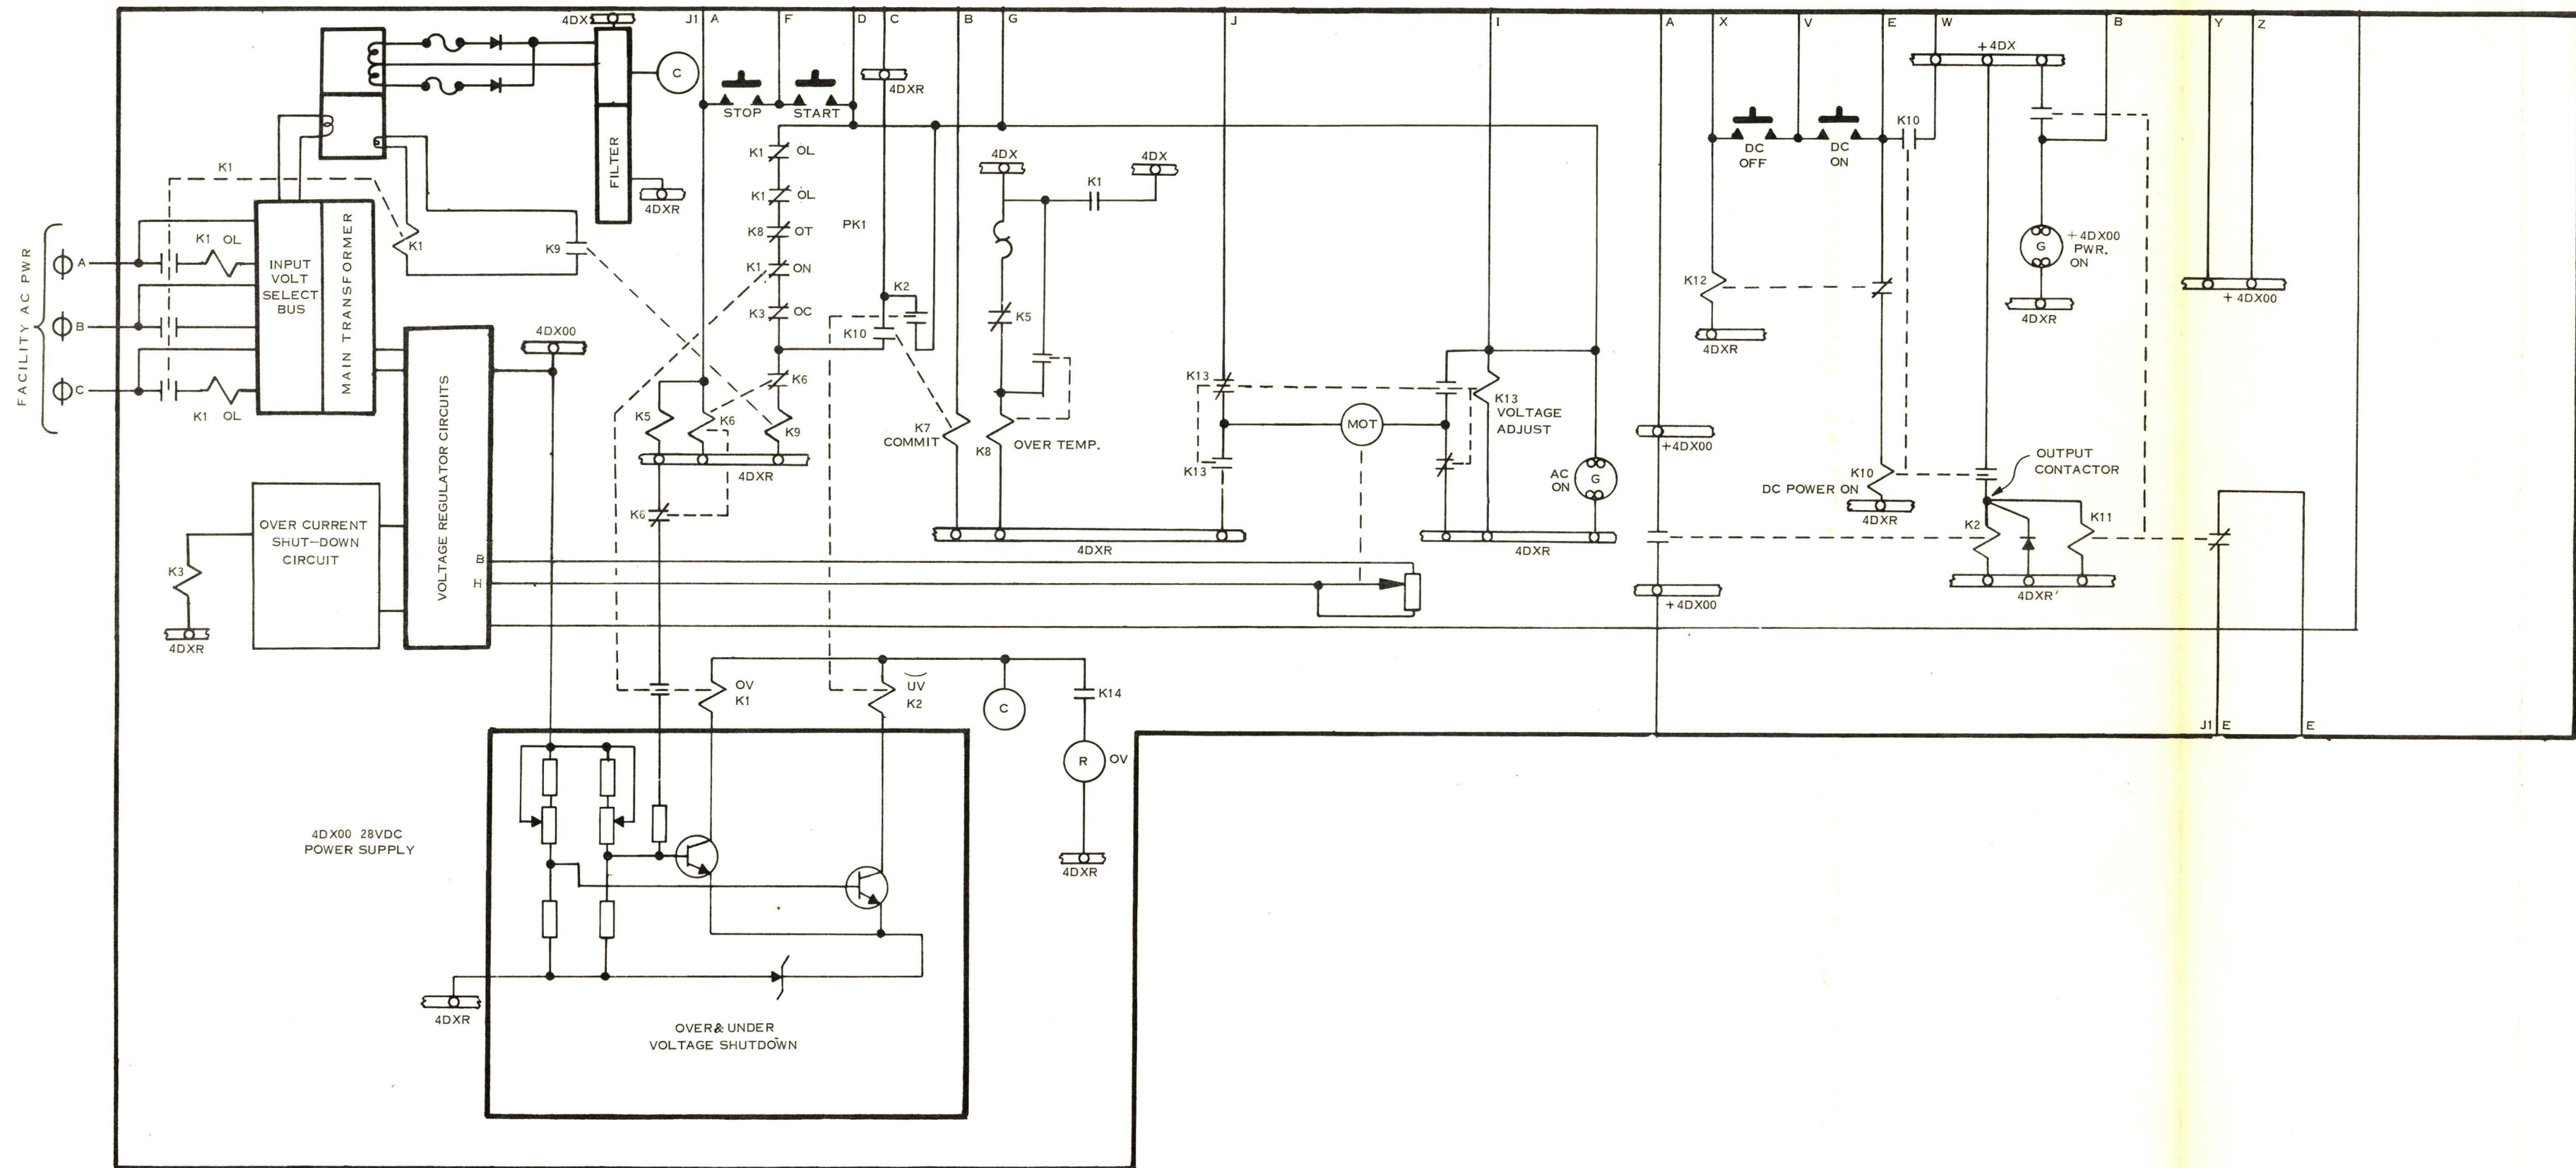 4DX
J1 A F D C B G J I A X V E W B Y Z
+4DX
C
4DXR
STOP START
K10
DC OFF
DC ON
FILTER
K1 OL
4DX
4DX
K1
K1
K1 OL
4DXR
K8 OT
PK1
K1 OL
K1
K9
K1 ON
G
+4DX00 PWR. ON
FACILITY AC PWR
A
B
C
INPUT VOLT SELECT BUS
MAIN TRANSFORMER
K2
K12
+4DX00
K3 OC
K5
4DXR
K10
4DX00
4DXR
K1 OL
VOLTAGE REGULATOR CIRCUITS
K6
K13
K13 VOLTAGE ADJUST
K5
K6
K9
K7 COMMIT
K8
OVER TEMP.
MOT
+4DX00
4DXR
K13
AC ON
G
K10
DC POWER ON
OUTPUT CONTACTOR
K6
4DXR
OVER CURRENT SHUT-DOWN CIRCUIT
K2
K11
4DXR
4DXR
K3
B
H
4DXR
+4DX00
4DXR
OV K1
UV K2
C
K14
J1 E
E
R
OV
4DX00 28VDC
POWER SUPPLY
4DXR
4DXR
OVER & UNDER
VOLTAGE SHUTDOWN